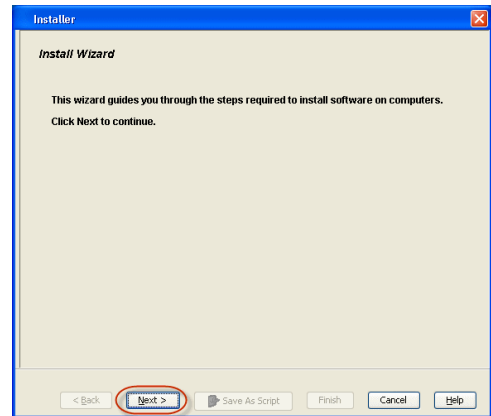 Installer
Install Wizard
This wizard guides you through the steps required to install software on computers.
Click Next to continue.
< Back Next > Save As Script Finish Cancel Help